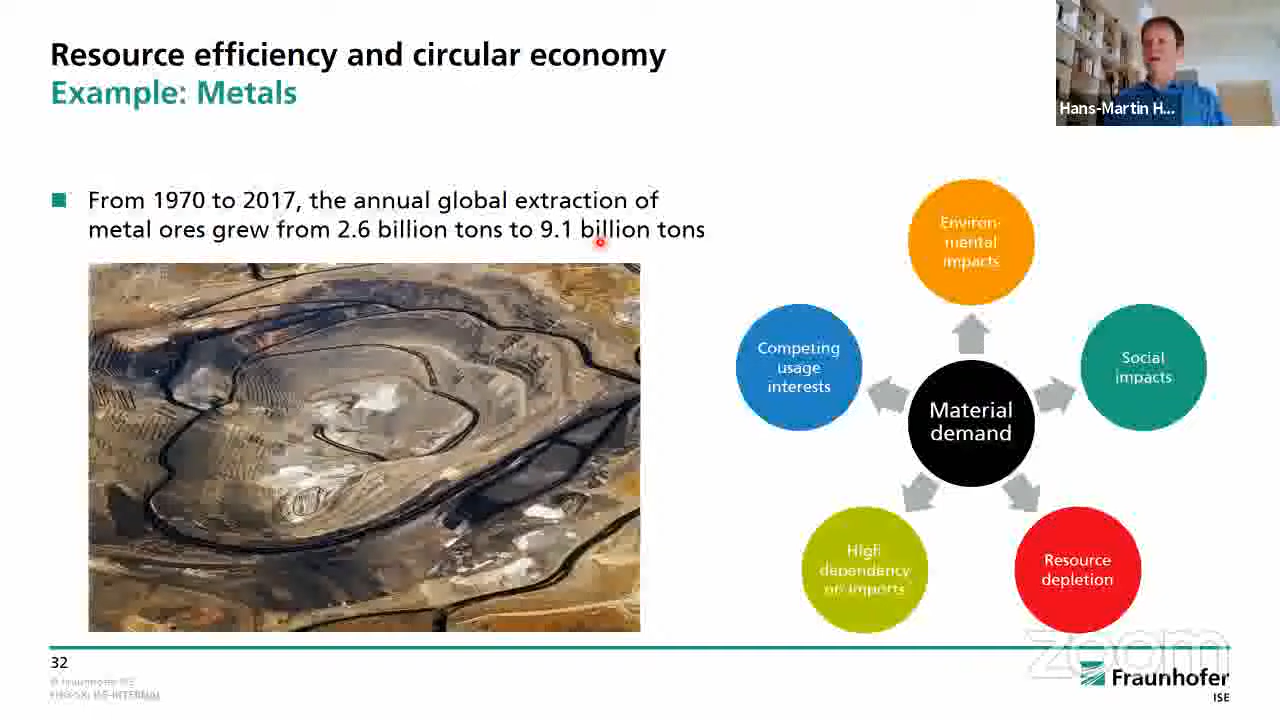 Resource efficiency and circular economy
Example: Metals
Hans-Martin H...
From 1970 to 2017, the annual global extraction of
metal ores grew from 2.6 billion tons to 9.1 billion tons
Environ-
mental
impacts
Competing
usage
interests
Social
impacts
Material
demand
High
dependency
on imports
Resource
depletion
zoom
32
© Fraunhofer ISE
Fraunhofer
ISE